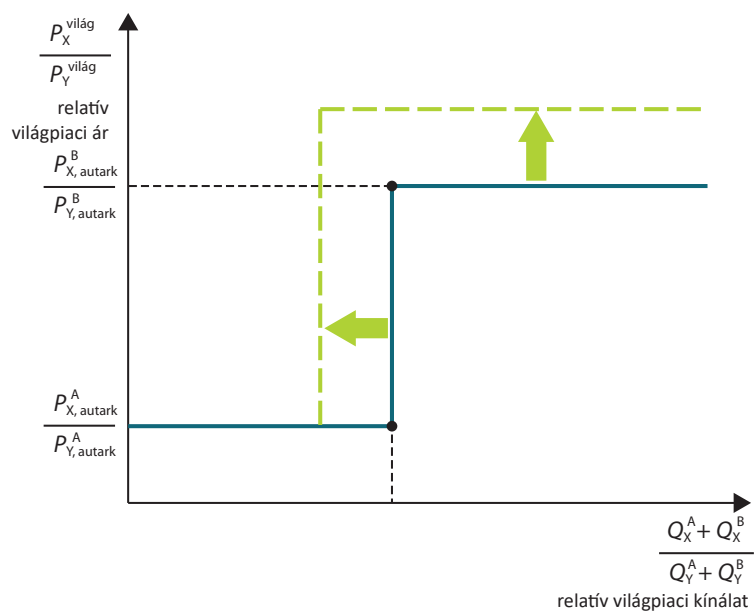 P_X^világ
P_Y^világ
relatív
világpiaci ár
P_X, autark^B
P_Y, autark^B
P_X, autark^A
P_Y, autark^A
Q_X^A + Q_X^B
Q_Y^A + Q_Y^B
relatív világpiaci kínálat